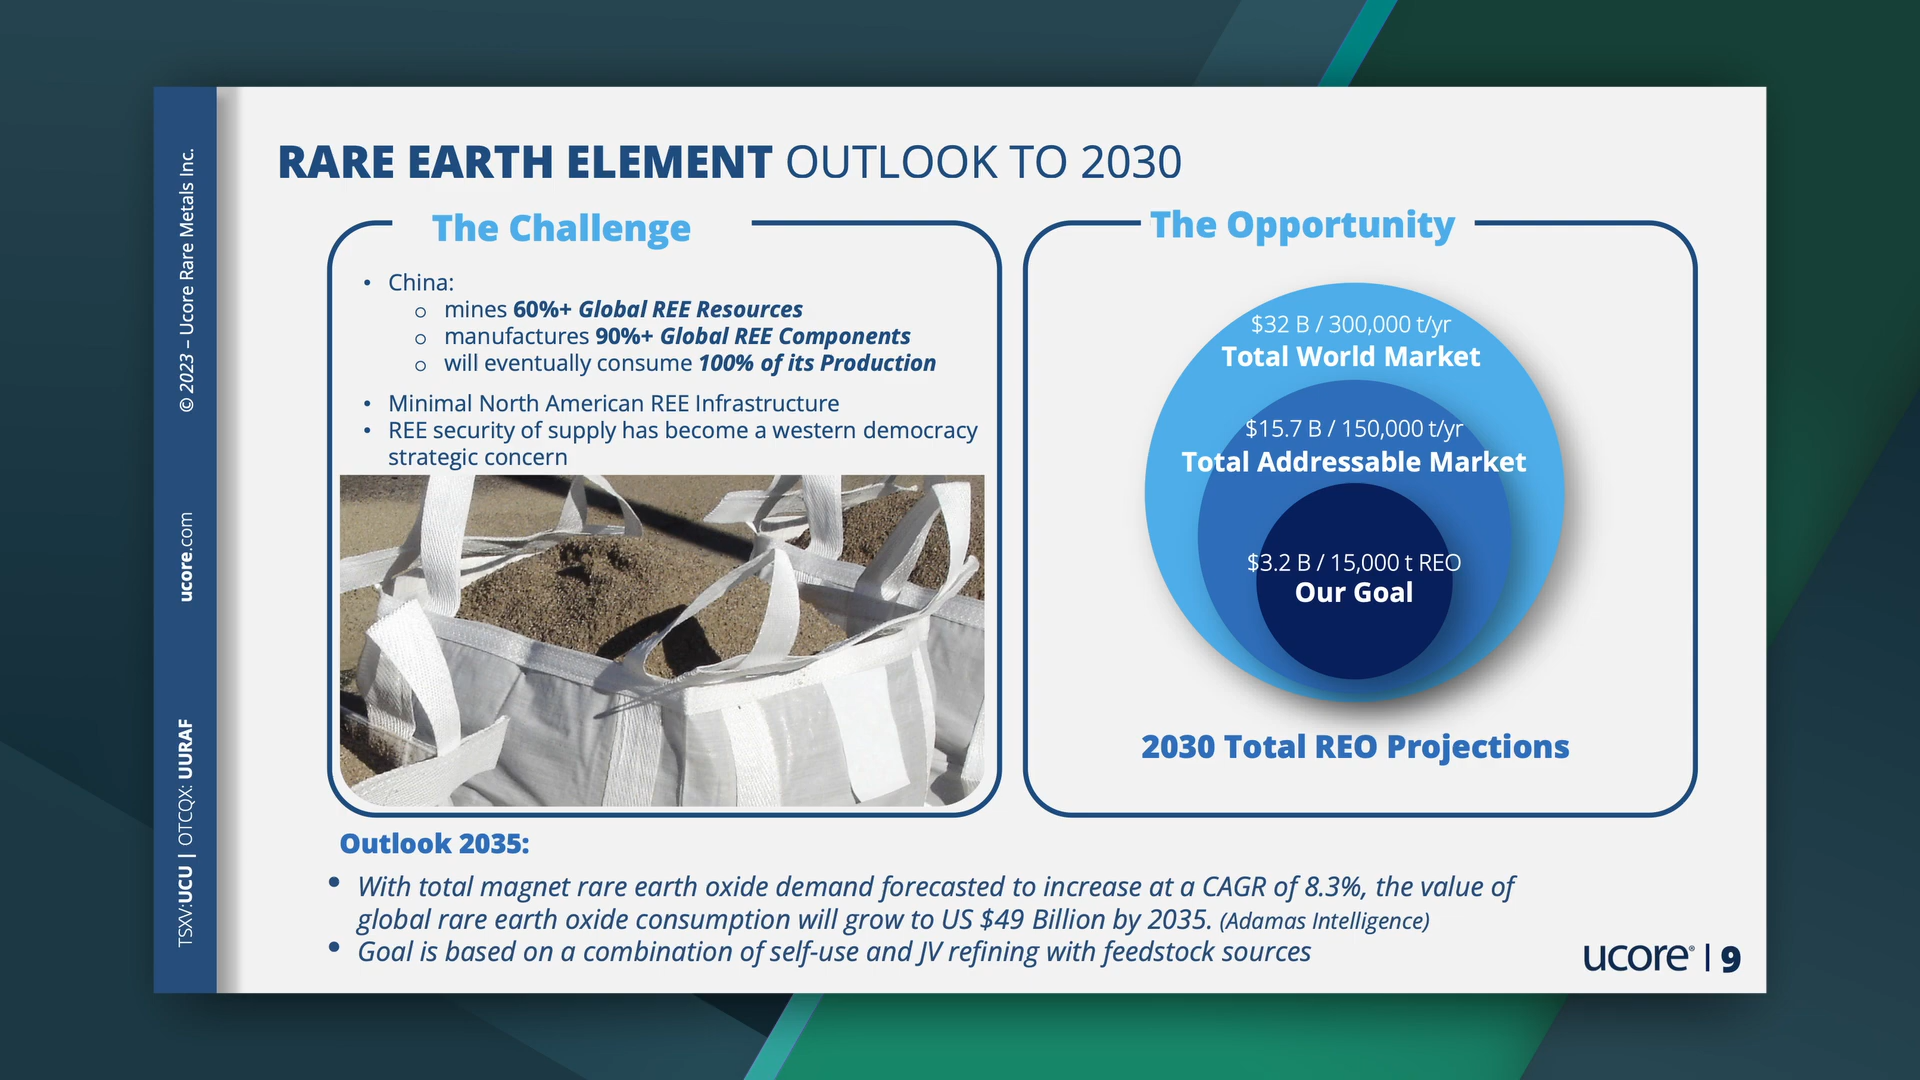 © 2023 – Ucore Rare Metals Inc.
ucore.com
TSXV:UCU | OTCQX: UURAF
RARE EARTH ELEMENT OUTLOOK TO 2030
The Challenge
• China:
o mines 60%+ Global REE Resources
o manufactures 90%+ Global REE Components
o will eventually consume 100% of its Production
• Minimal North American REE Infrastructure
• REE security of supply has become a western democracy
strategic concern
The Opportunity
$32 B / 300,000 t/yr
Total World Market
$15.7 B / 150,000 t/yr
Total Addressable Market
$3.2 B / 15,000 t REO
Our Goal
2030 Total REO Projections
Outlook 2035:
• With total magnet rare earth oxide demand forecasted to increase at a CAGR of 8.3%, the value of
global rare earth oxide consumption will grow to US $49 Billion by 2035. (Adamas Intelligence)
• Goal is based on a combination of self-use and JV refining with feedstock sources
ucore® | 9